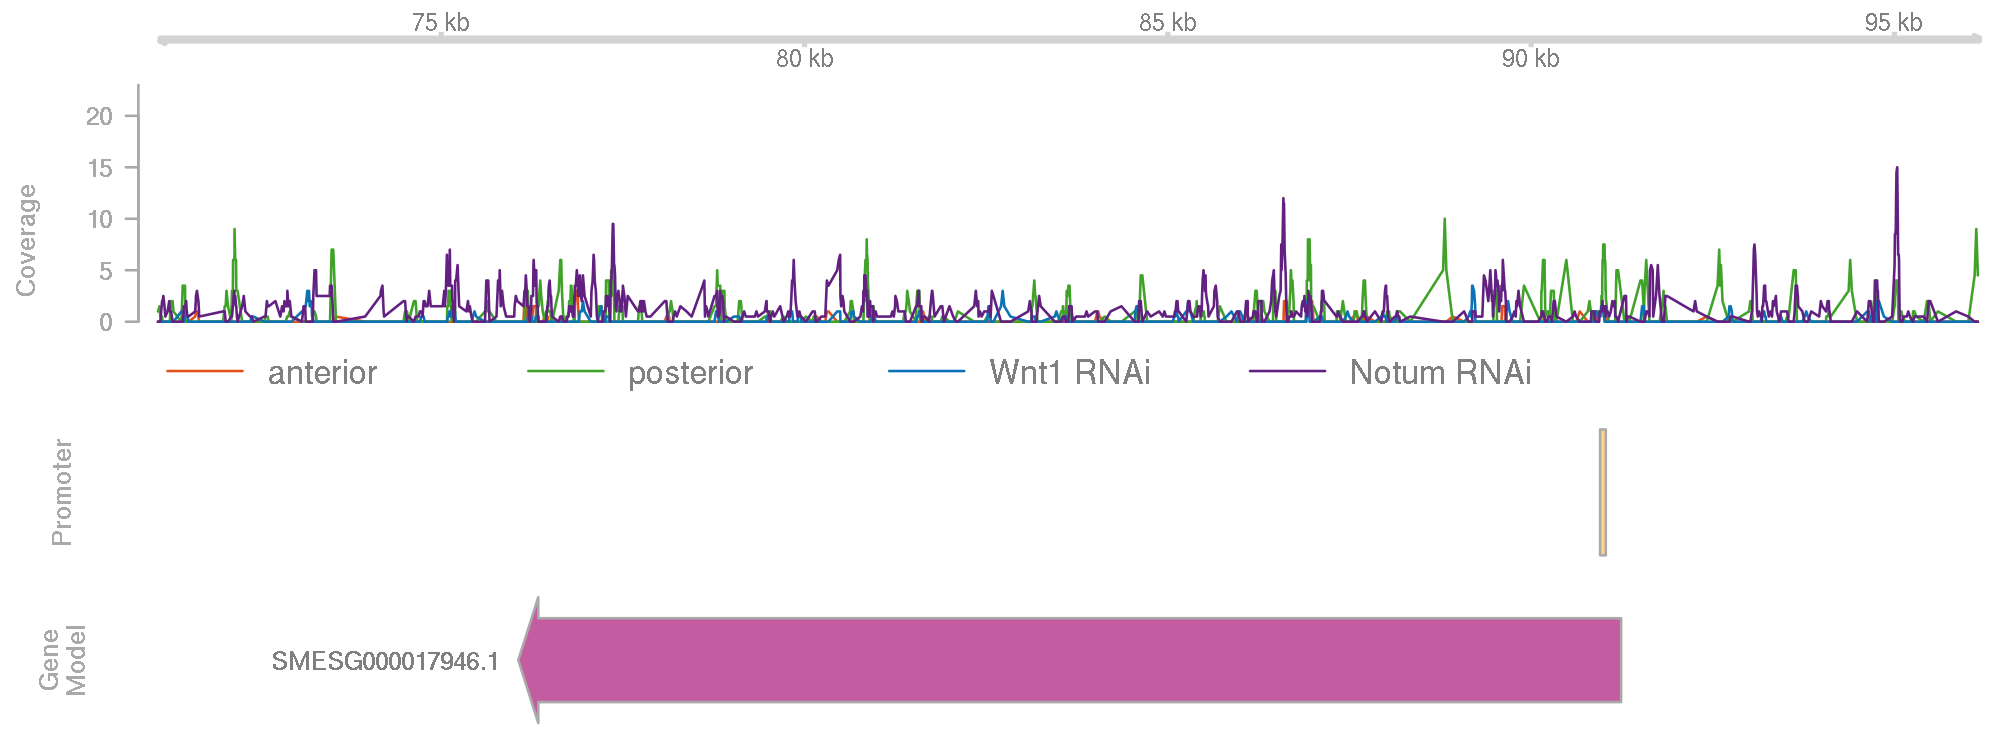 75 kb
85 kb
95 kb
80 kb
90 kb
Coverage
20
15
10
5
0
anterior
posterior
Wnt1 RNAi
Notum RNAi
Promoter
Gene
Model
SMESG000017946.1